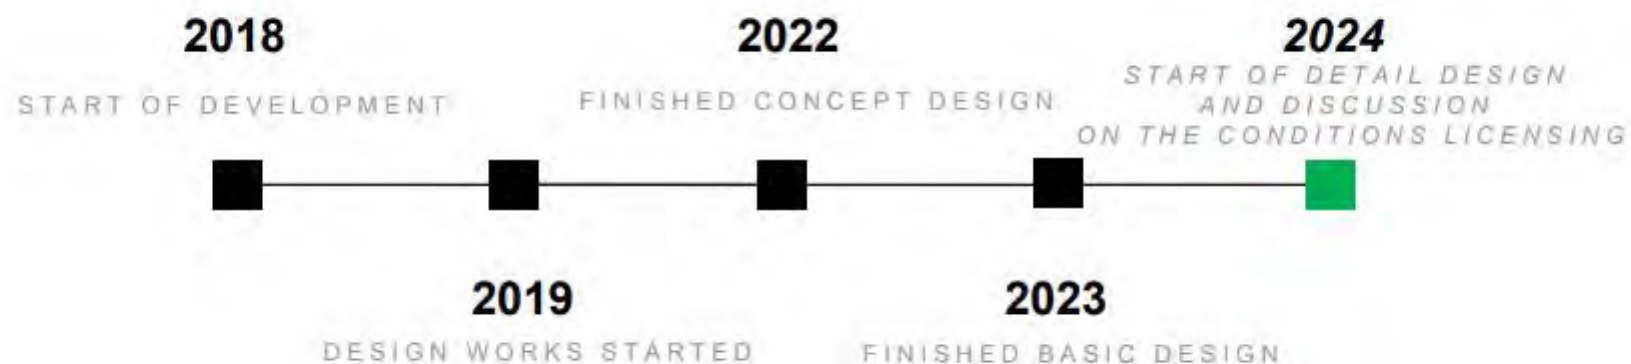 2018
START OF DEVELOPMENT
2019
DESIGN WORKS STARTED
2022
FINISHED CONCEPT DESIGN
2023
FINISHED BASIC DESIGN
2024
START OF DETAIL DESIGN
AND DISCUSSION
ON THE CONDITIONS LICENSING